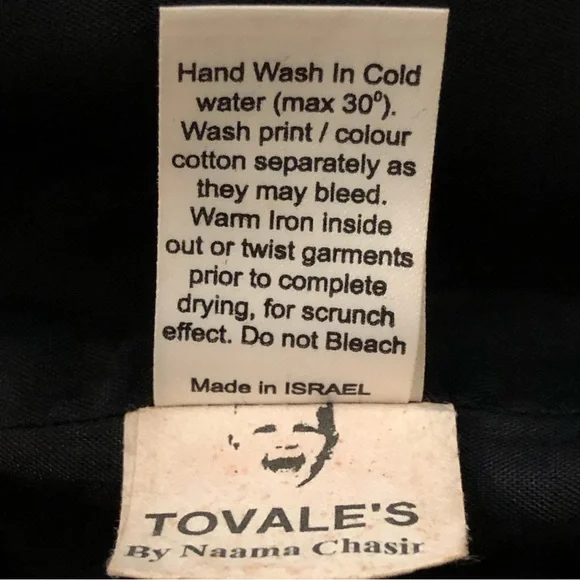 Hand Wash In Cold
water (max 30⁰).
Wash print / colour
cotton separately as
they may bleed.
Warm Iron inside
out or twist garments
prior to complete
drying, for scrunch
effect. Do not Bleach
Made in ISRAEL
TOVALE'S
By Naama Chasir